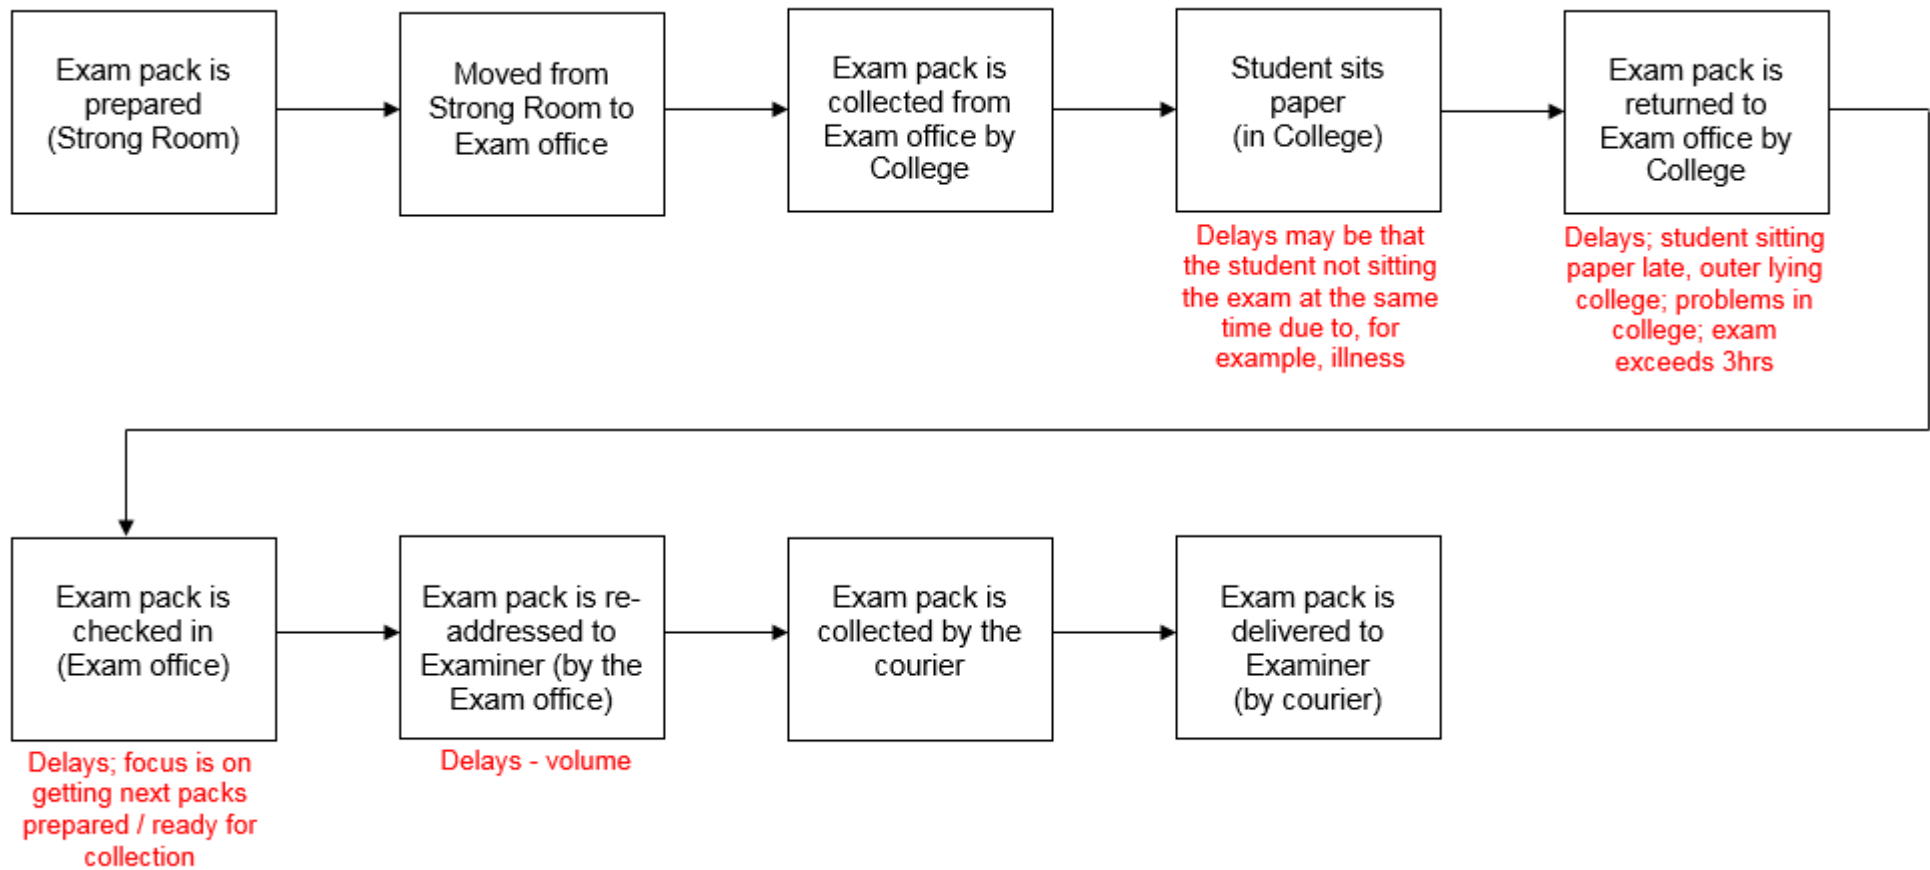 Exam pack is
prepared
(Strong Room)
Moved from
Strong Room to
Exam office
Exam pack is
collected from
Exam office by
College
Student sits
paper
(in College)
Delays may be that
the student not sitting
the exam at the same
time due to, for
example, illness
Exam pack is
returned to
Exam office by
College
Delays; student sitting
paper late, outer lying
college; problems in
college; exam
exceeds 3hrs
Exam pack is
checked in
(Exam office)
Delays; focus is on
getting next packs
prepared / ready for
collection
Exam pack is re-
addressed to
Examiner (by the
Exam office)
Delays - volume
Exam pack is
collected by the
courier
Exam pack is
delivered to
Examiner
(by courier)